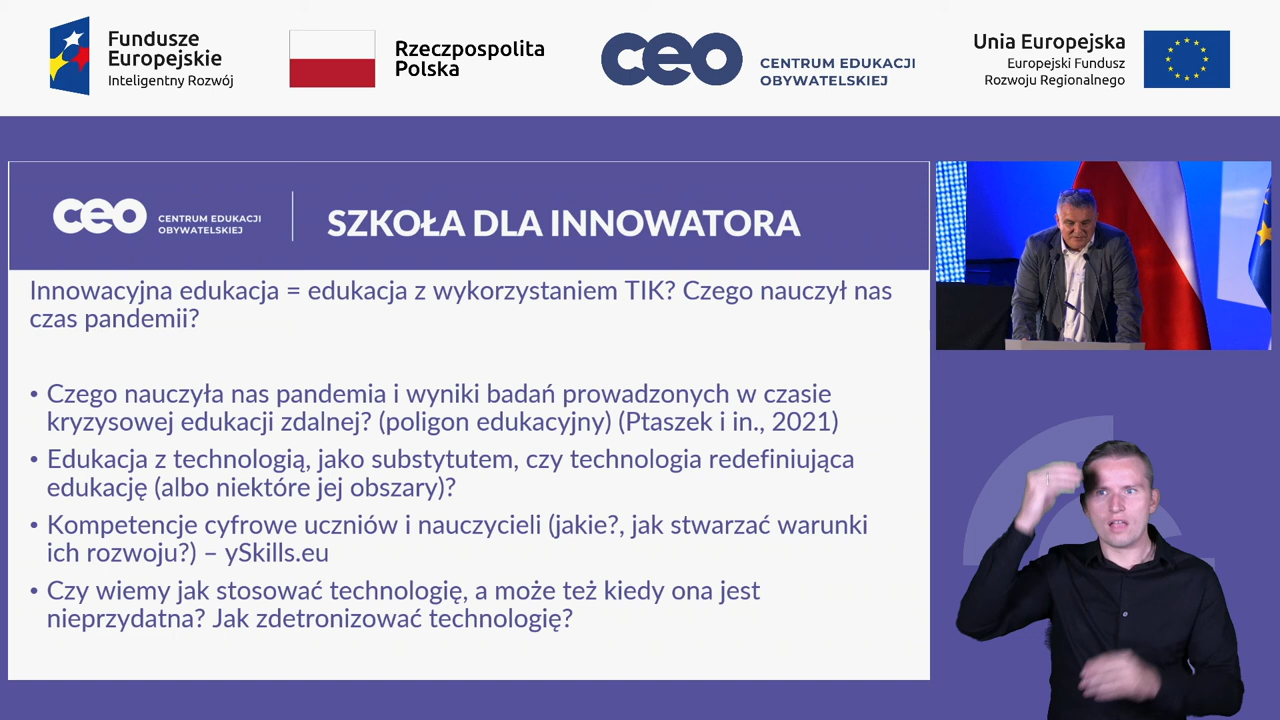 Fundusze
Europejskie
Inteligentny Rozwój
Rzeczpospolita
Polska
ceo
CENTRUM EDUKACJI
OBYWATELSKIEJ
Unia Europejska
Europejski Fundusz
Rozwoju Regionalnego
ceo
CENTRUM EDUKACJI
OBYWATELSKIEJ
SZKOŁA DLA INNOWATORA
Innowacyjna edukacja = edukacja z wykorzystaniem TIK? Czego nauczył nas
czas pandemii?
• Czego nauczyła nas pandemia i wyniki badań prowadzonych w czasie
kryzysowej edukacji zdalnej? (poligon edukacyjny) (Ptaszek i in., 2021)
• Edukacja z technologią, jako substytutem, czy technologia redefiniująca
edukację (albo niektóre jej obszary)?
• Kompetencje cyfrowe uczniów i nauczycieli (jakie?, jak stwarzać warunki
ich rozwoju?) – ySkills.eu
• Czy wiemy jak stosować technologię, a może też kiedy ona jest
nieprzydatna? Jak zdetronizować technologię?